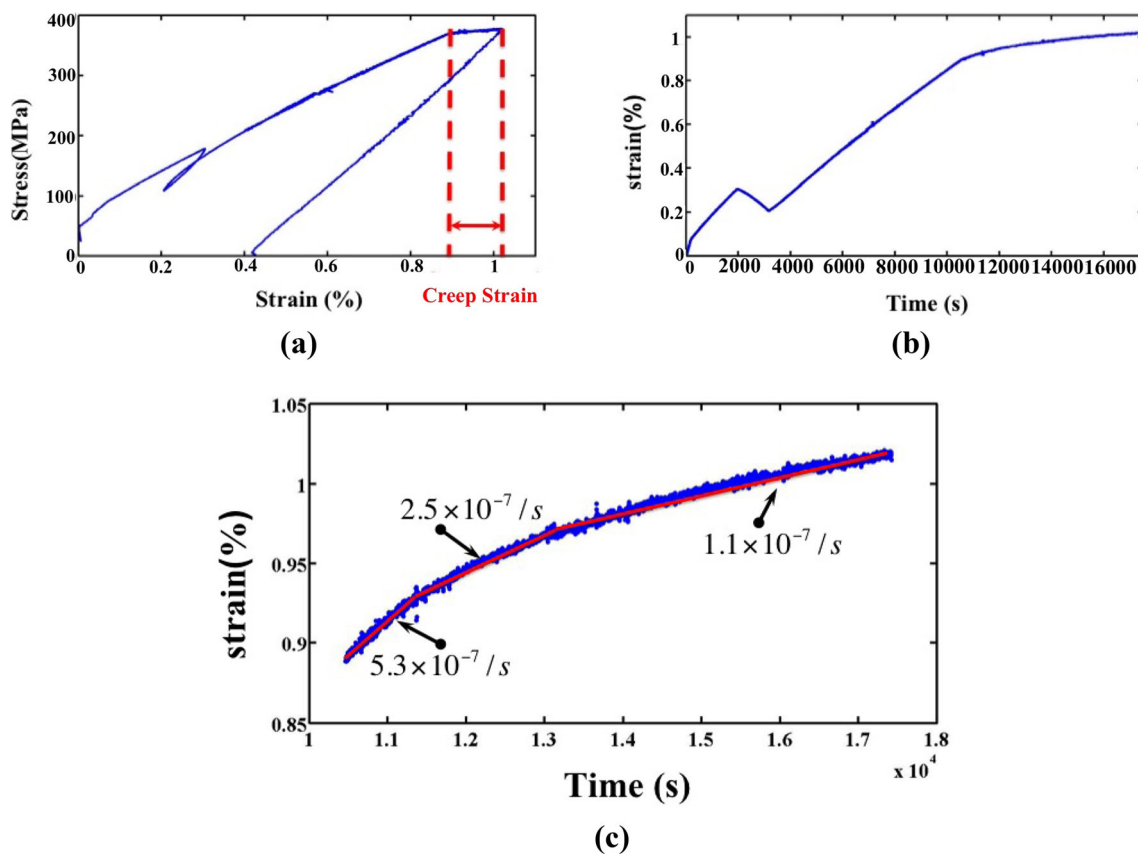 400
300
200
100
0
Stress(MPa)
0 0.2 0.4 0.6 0.8 1
Strain (%)
Creep Strain
(a)
1
0.8
0.6
0.4
0.2
0
strain(%)
0 2000 4000 6000 8000 10000 12000 14000 16000
Time (s)
(b)
1.05
1
0.95
0.9
0.85
strain(%)
2.5×10⁻⁷/s
1.1×10⁻⁷/s
5.3×10⁻⁷/s
1 1.1 1.2 1.3 1.4 1.5 1.6 1.7 1.8
x 10⁴
Time (s)
(c)